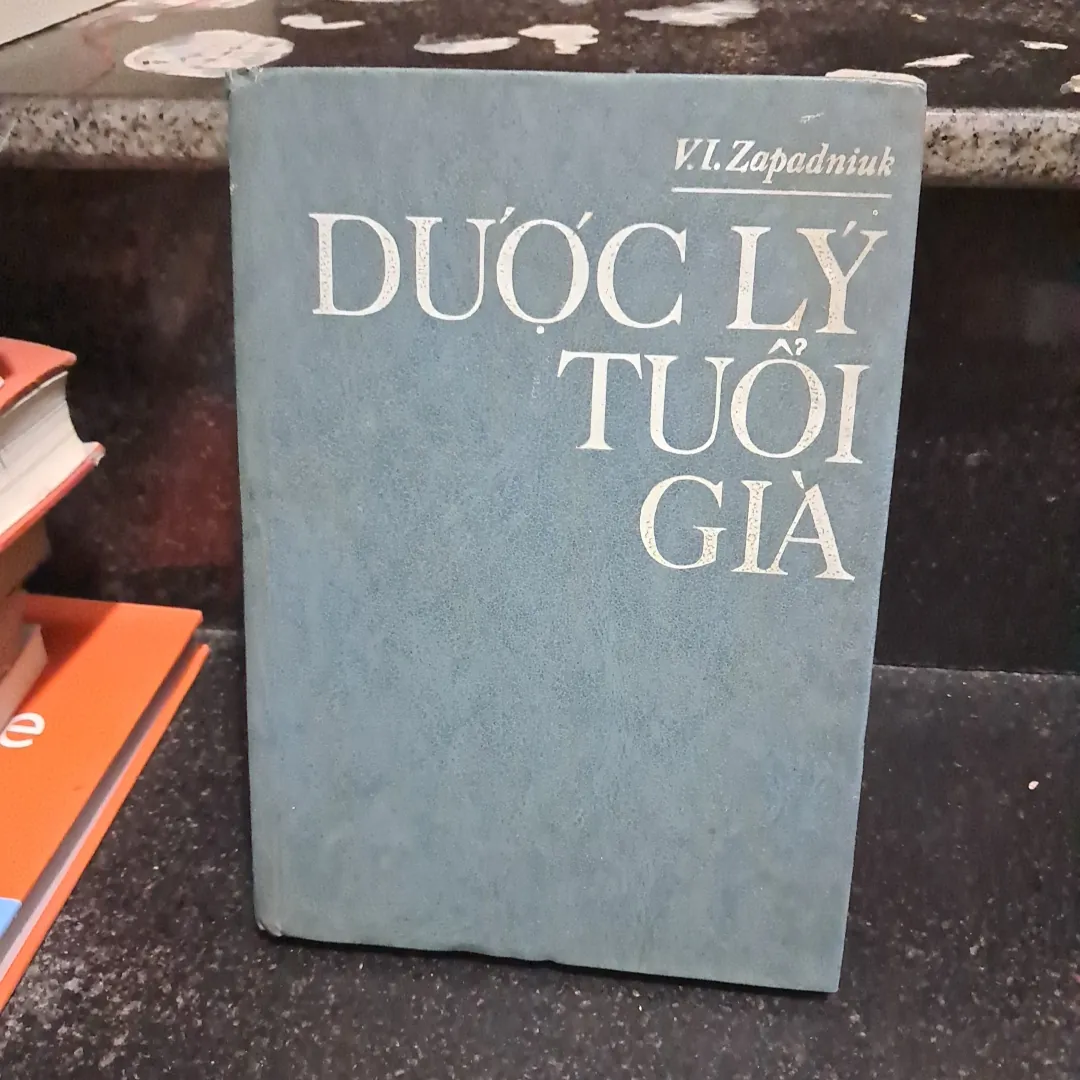 V.I. Zapadniuk
DƯỢC LÝ
TUỔI
GIÀ
e